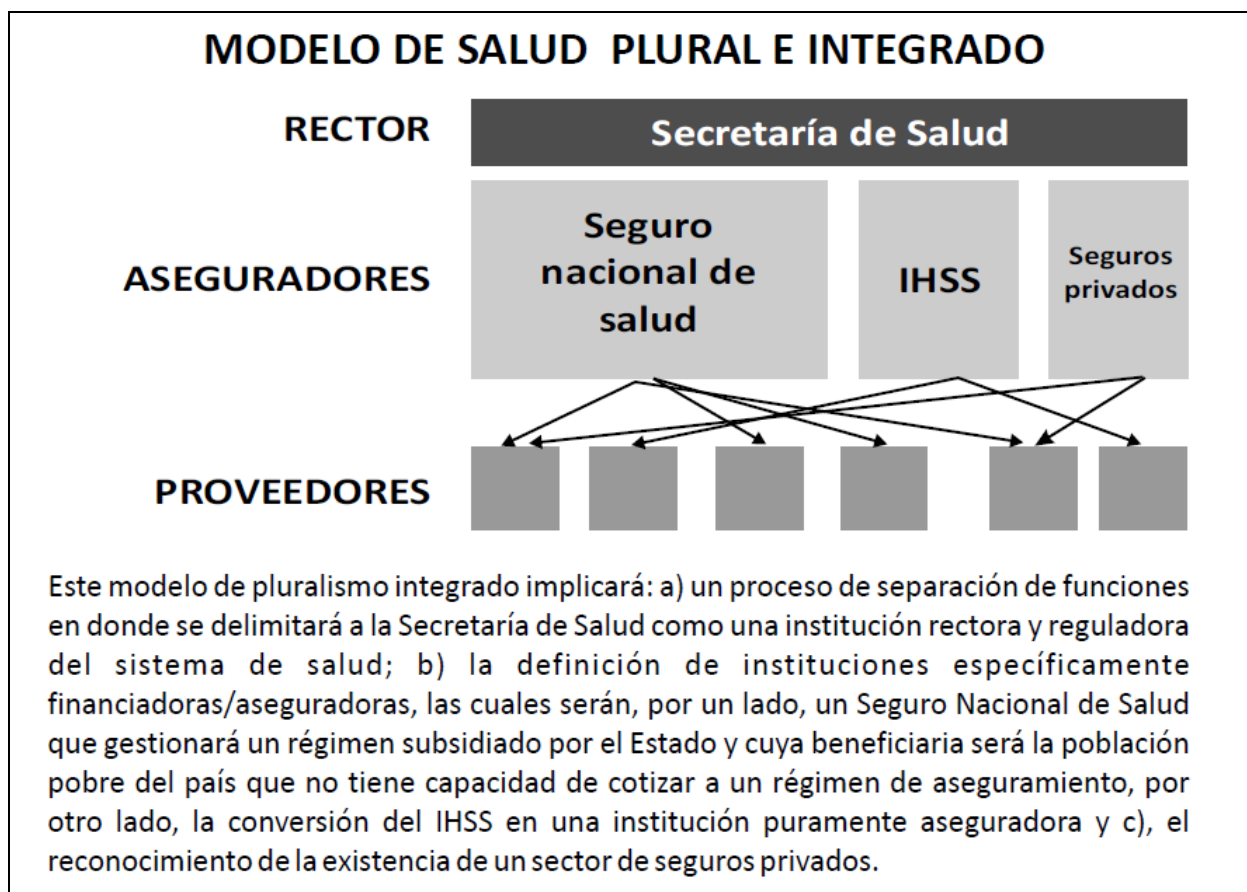 MODELO DE SALUD PLURAL E INTEGRADO
RECTOR
Secretaría de Salud
ASEGURADORES
Seguro
nacional de
salud
IHSS
Seguros
privados
PROVEEDORES
Este modelo de pluralismo integrado implicará: a) un proceso de separación de funciones
en donde se delimitará a la Secretaría de Salud como una institución rectora y reguladora
del sistema de salud; b) la definición de instituciones específicamente
financiadoras/aseguradoras, las cuales serán, por un lado, un Seguro Nacional de Salud
que gestionará un régimen subsidiado por el Estado y cuya beneficiaria será la población
pobre del país que no tiene capacidad de cotizar a un régimen de aseguramiento, por
otro lado, la conversión del IHSS en una institución puramente aseguradora y c), el
reconocimiento de la existencia de un sector de seguros privados.